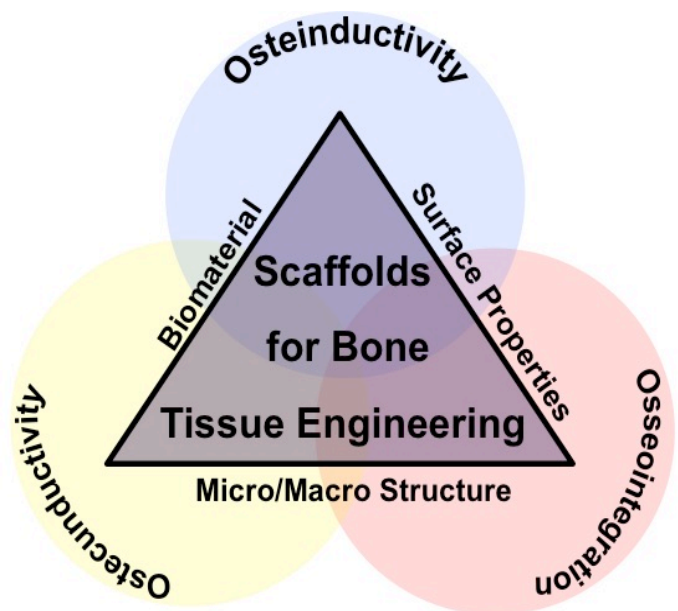 Osteinductivity
Biomaterial
Surface Properties
Scaffolds
for Bone
Tissue Engineering
Micro/Macro Structure
Ostecunductivity
Osseointegration